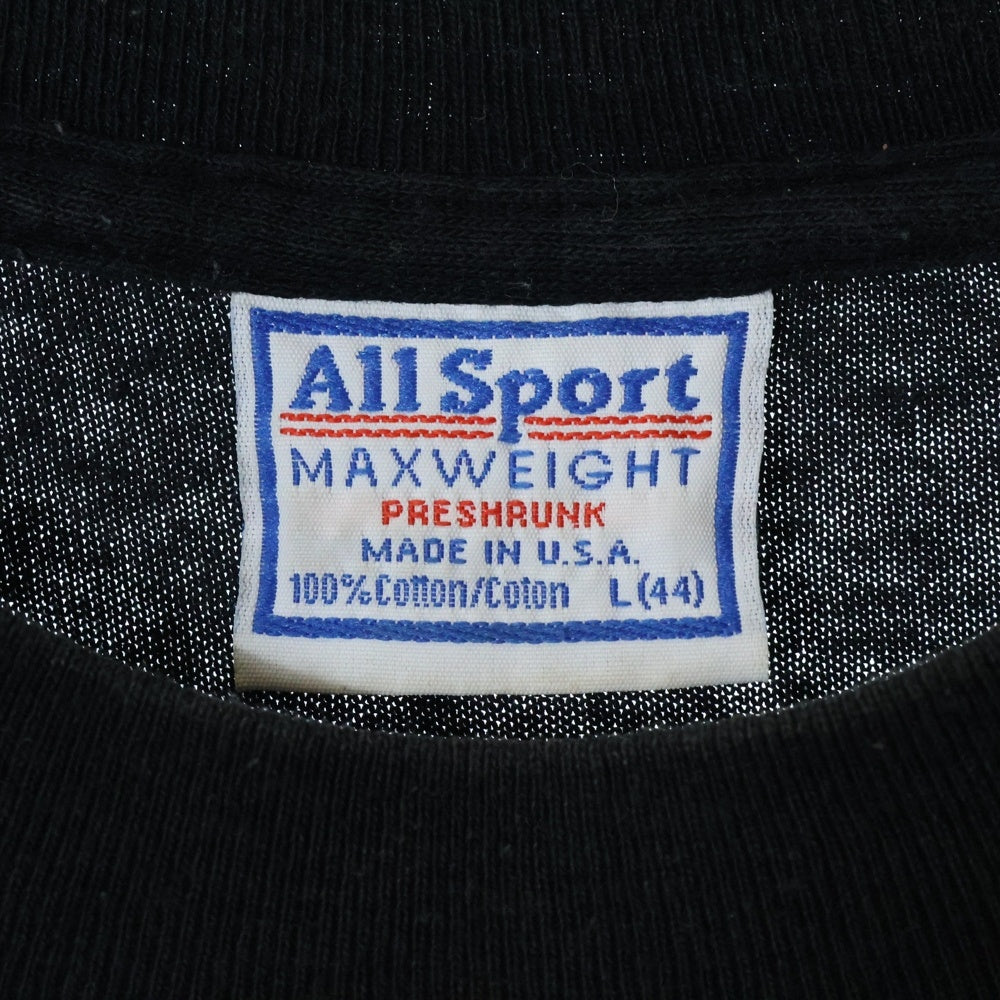 All Sport
MAXWEIGHT
PRESHRUNK
MADE IN U.S.A.
100% Cotton/Coton L (44)